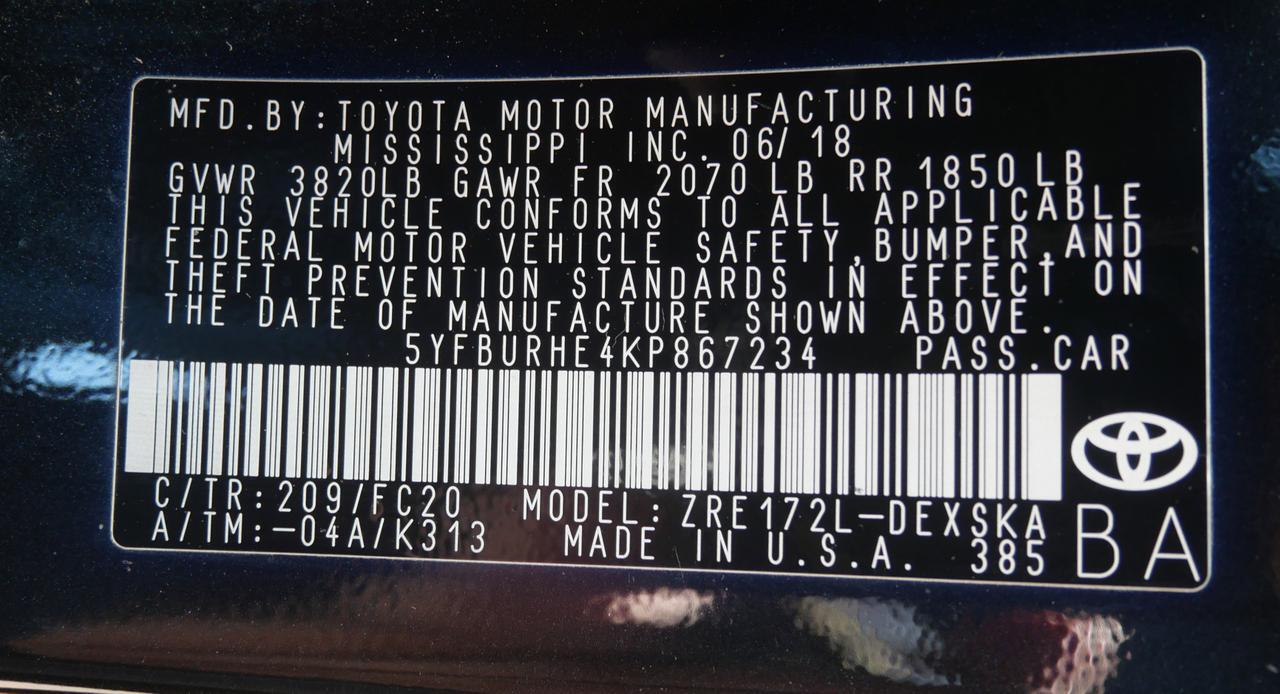 MFD.BY:TOYOTA MOTOR MANUFACTURING
MISSISSIPPI INC. 06/18
GVWR 3820LB GAWR FR 2070 LB RR 1850 LB
THIS VEHICLE CONFORMS TO ALL APPLICABLE
FEDERAL MOTOR VEHICLE SAFETY,BUMPER,AND
THEFT PREVENTION STANDARDS IN EFFECT ON
THE DATE OF MANUFACTURE SHOWN ABOVE.
5YFBURHE4KP867234 PASS.CAR
C/TR:209/FC20 MODEL:ZRE172L-DEXSKA
A/TM:-04A/K313 MADE IN U.S.A. 385 BA